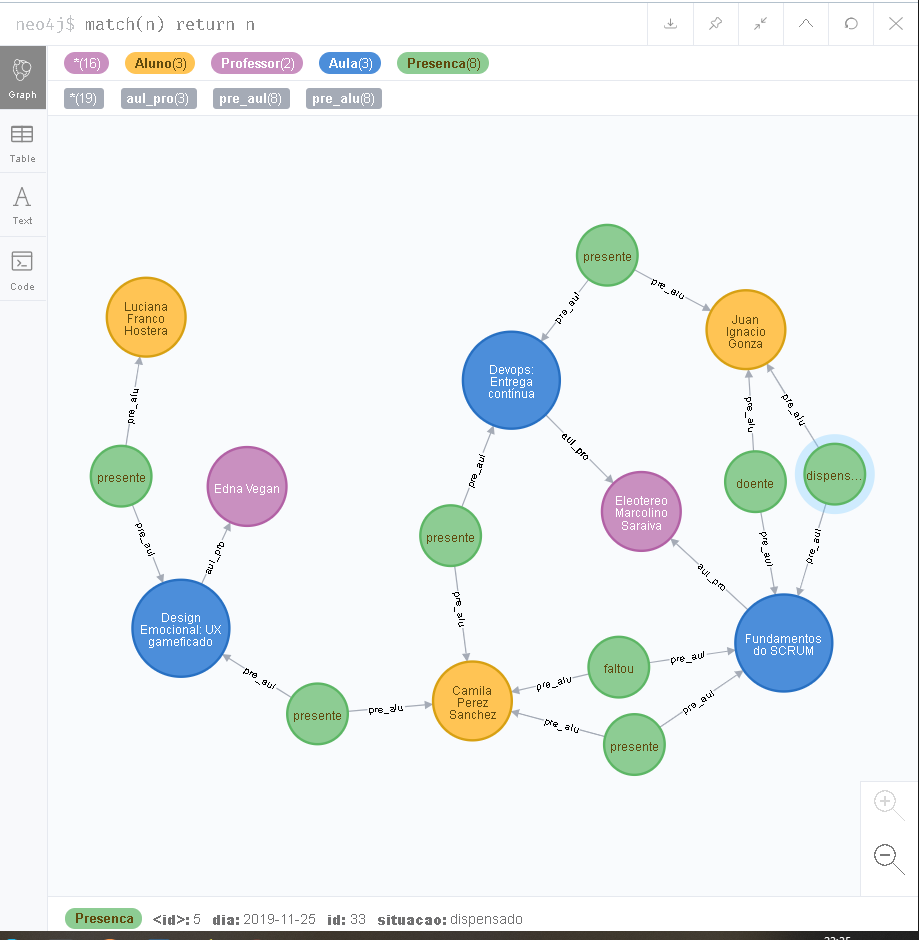 neo4j$ match(n) return n
*(16) Aluno(3) Professor(2) Aula(3) Presenca(8)
*(19) aul_pro(3) pre_aul(8) pre_alu(8)
Graph
Table
Text
Code
presente
pre_aul
pre_alu
Luciana
Franco
Hostera
Juan
Ignacio
Gonza
Devops:
Entrega
contínua
pre_alu
pre_alu
pre_alu
aul_pro
presente
Edna Vegan
pre_aul
doente
dispens...
Eleotereo
Marcolino
Saraiva
presente
pre_aul
aul_pro
pre_aul
pre_aul
aul_pro
pre_alu
Design
Emocional: UX
gameficado
Fundamentos
do SCRUM
pre_aul
faltou
pre_aul
pre_alu
Camila
Perez
Sanchez
presente
pre_alu
pre_aul
pre_alu
presente
Presenca <id>: 5 dia: 2019-11-25 id: 33 situacao: dispensado